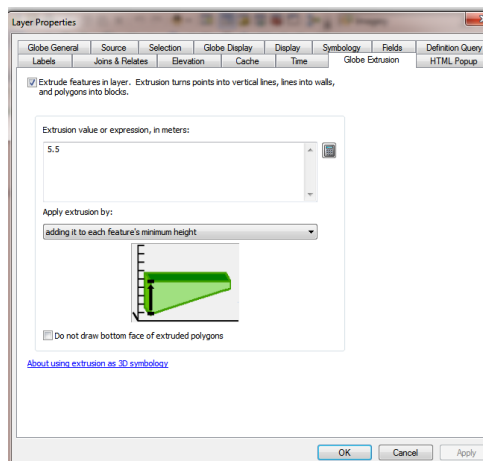 Layer Properties
Globe General Source Selection Globe Display Display Symbology Fields Definition Query
Labels Joins & Relates Elevation Cache Time Globe Extrusion HTML Popup
Extrude features in layer. Extrusion turns points into vertical lines, lines into walls,
and polygons into blocks.
Extrusion value or expression, in meters:
5.5
Apply extrusion by:
adding it to each feature's minimum height
Do not draw bottom face of extruded polygons
About using extrusion as 3D symbology
OK Cancel Apply